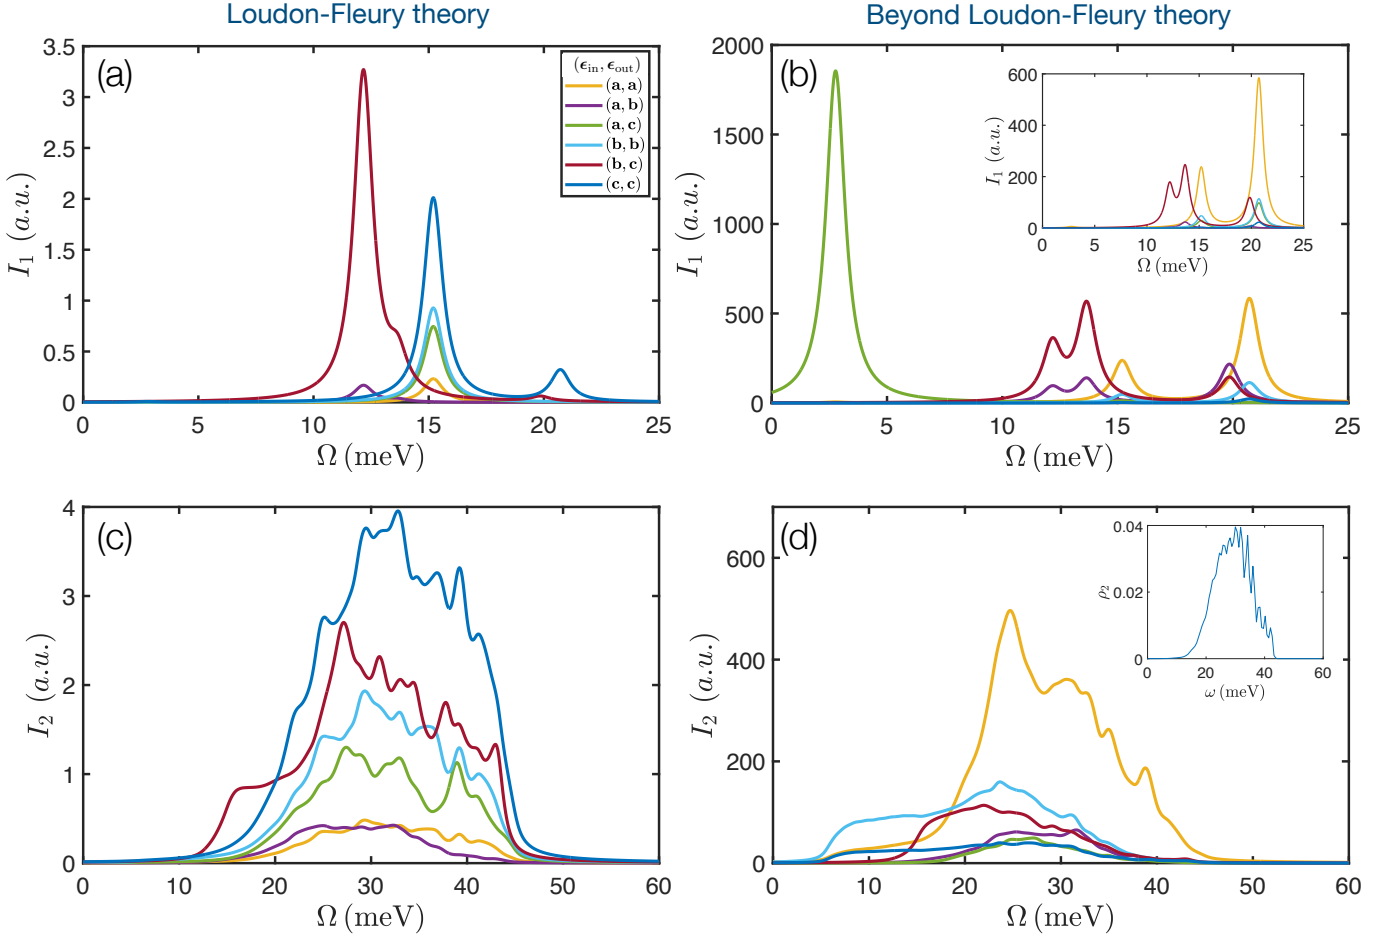 Loudon-Fleury theory
Beyond Loudon-Fleury theory
(a)
3.5
3
2.5
2
1.5
1
0.5
0
I₁ (a.u.)
0 5 10 15 20 25
Ω (meV)
(ϵ_in, ϵ_out)
(a, a)
(a, b)
(a, c)
(b, b)
(b, c)
(c, c)
(b)
2000
1500
1000
500
0
I₁ (a.u.)
0 5 10 15 20 25
Ω (meV)
600
400
200
0
I₁ (a.u.)
0 5 10 15 20 25
Ω (meV)
(c)
4
3
2
1
0
I₂ (a.u.)
0 10 20 30 40 50 60
Ω (meV)
(d)
600
400
200
0
I₂ (a.u.)
0 10 20 30 40 50 60
Ω (meV)
0.04
0.02
0
ρ₂
0 20 40 60
ω (meV)